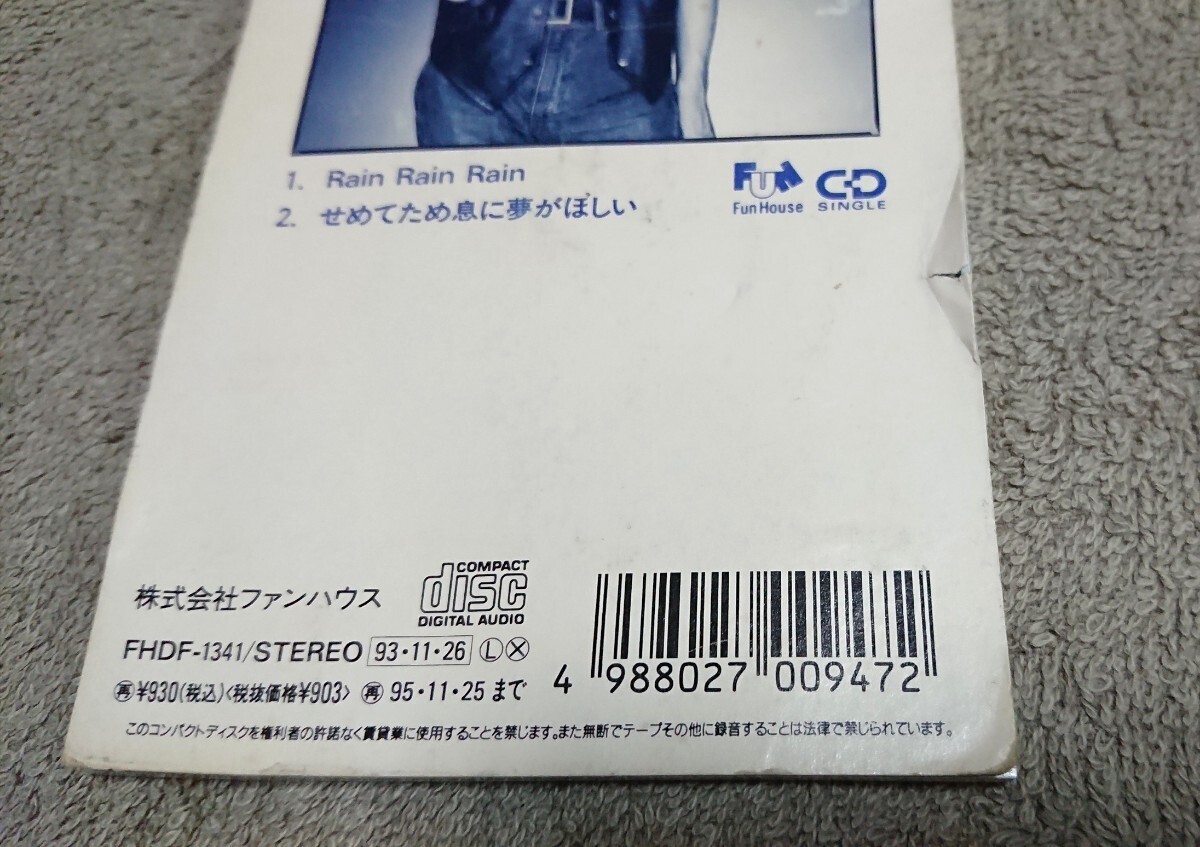 1. Rain Rain Rain
2. せめてため息に夢がほしい
Fun
FunHouse
CD
SINGLE
株式会社ファンハウス
COMPACT
disc
DIGITAL AUDIO
FHDF-1341/STEREO 93・11・26 Ⓛ Ⓧ
㊢¥930(税込)〈税抜価格¥903〉 再 95・11・25 まで
4 988027 009472
このコンパクトディスクを権利者の許諾なく賃貸業に使用することを禁じます。また無断でテープその他に録音することは法律で禁じられています。